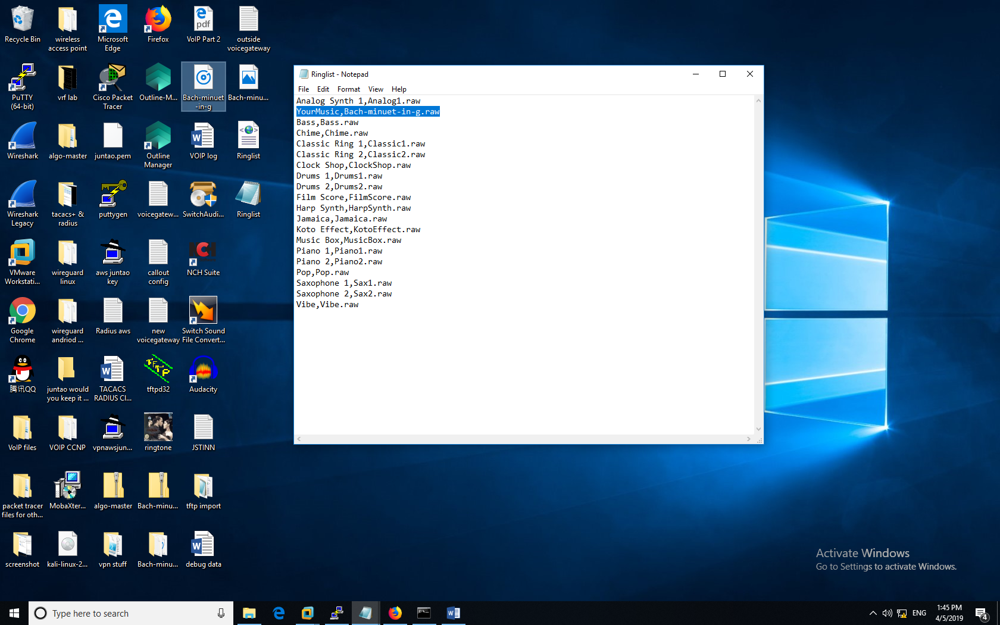 Recycle Bin
wireless
access point
Microsoft
Edge
Firefox
pdf
VoIP Part 2
outside
voicegateway
PuTTY
(64-bit)
vrf lab
Cisco Packet
Tracer
Outline-M...
Bach-minuet
-in-g
Bach-minu...
Wireshark
algo-master
juntao.pem
Outline
Manager
VOIP log
Ringlist
Wireshark
Legacy
tacacs+ &
radius
puttygen
voicegatew...
SwitchAudi...
Ringlist
VMware
Workstati...
wireguard
linux
aws juntao
key
callout
config
NCH
NCH Suite
Google
Chrome
wireguard
andriod ...
Radius aws
new
voicegateway
Switch Sound
File Convert...
腾讯QQ
juntao would
you keep it ...
TACACS
RADIUS Cl...
TFTP
tftpd32
Audacity
VoIP files
VOIP CCNP
vpnawsjun...
ringtone
JSTINN
packet tracer
files for oth...
MobaXter...
algo-master
Bach-minu...
tftp import
screenshot
kali-linux-2...
vpn stuff
Bach-minu...
debug data
Ringlist - Notepad
File Edit Format View Help
Analog Synth 1,Analog1.raw
YourMusic,Bach-minuet-in-g.raw
Bass,Bass.raw
Chime,Chime.raw
Classic Ring 1,Classic1.raw
Classic Ring 2,Classic2.raw
Clock Shop,ClockShop.raw
Drums 1,Drums1.raw
Drums 2,Drums2.raw
Film Score,FilmScore.raw
Harp Synth,HarpSynth.raw
Jamaica,Jamaica.raw
Koto Effect,KotoEffect.raw
Music Box,MusicBox.raw
Piano 1,Piano1.raw
Piano 2,Piano2.raw
Pop,Pop.raw
Saxophone 1,Sax1.raw
Saxophone 2,Sax2.raw
Vibe,Vibe.raw
Activate Windows
Go to Settings to activate Windows.
Type here to search
ENG
1:45 PM
4/5/2019
4